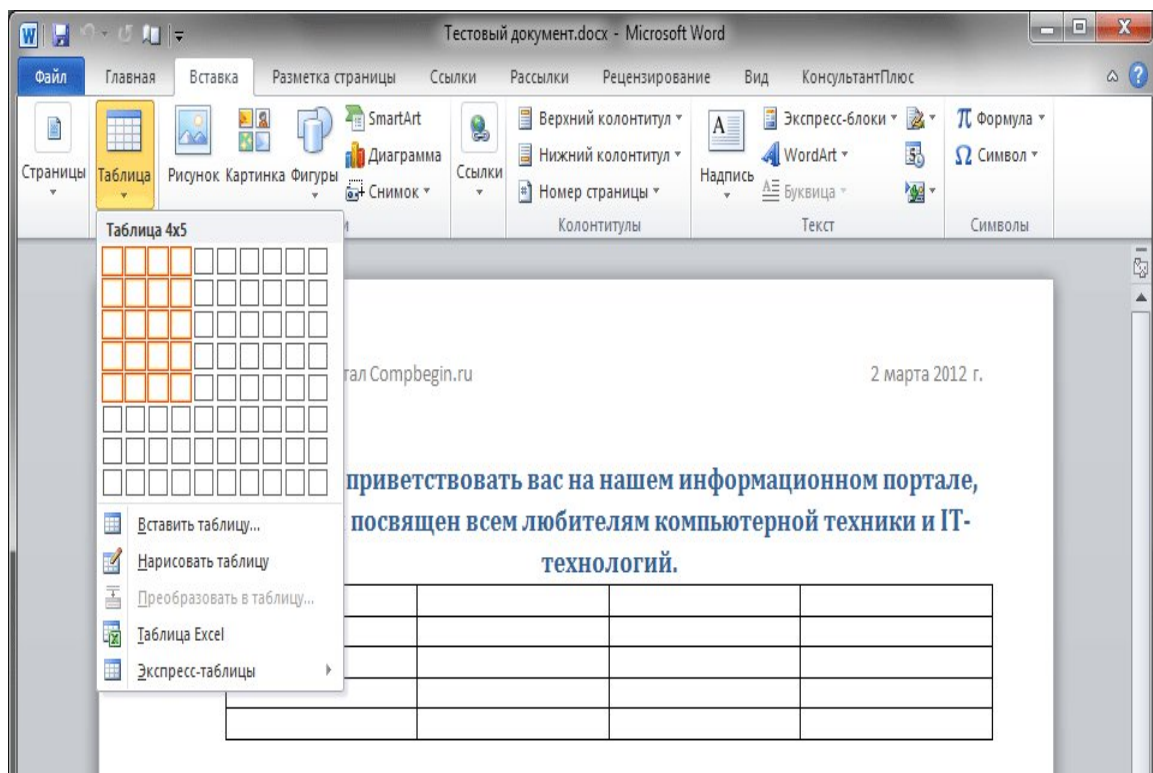 Тестовый документ.docx - Microsoft Word
Файл Главная Вставка Разметка страницы Ссылки Рассылки Рецензирование Вид КонсультантПлюс
Страницы
Таблица
Рисунок Картинка Фигуры
SmartArt
Диаграмма
Снимок
Ссылки
Верхний колонтитул
Нижний колонтитул
Номер страницы
Колонтитулы
Надпись
Экспресс-блоки
WordArt
Буквица
Текст
π Формула
Ω Символ
Символы
Таблица 4x5
Вставить таблицу...
Нарисовать таблицу
Преобразовать в таблицу...
Таблица Excel
Экспресс-таблицы
Compbegin.ru 2 марта 2012 г.
приветствовать вас на нашем информационном портале,
посвящен всем любителям компьютерной техники и IT-
технологий.